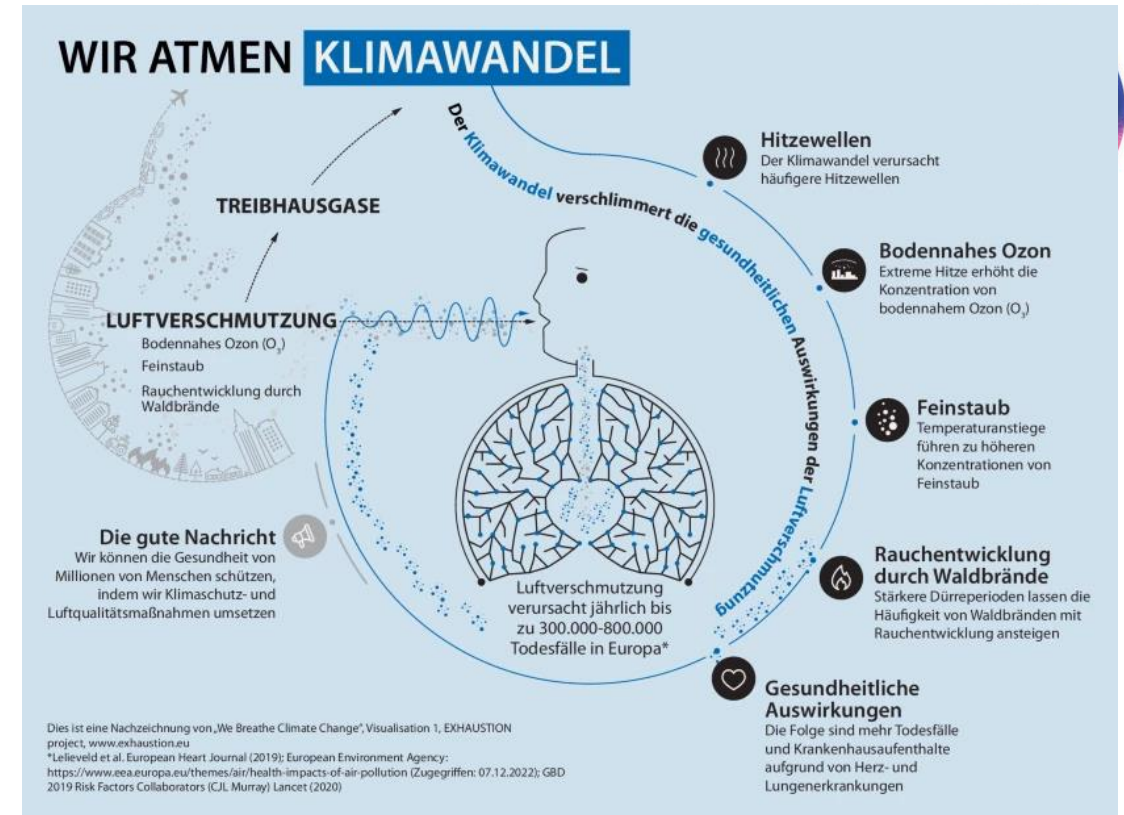 WIR ATMEN KLIMAWANDEL
Der Klimawandel verschlimmert die gesundheitlichen Auswirkungen der Luftverschmutzung
TREIBHAUSGASE
LUFTVERSCHMUTZUNG
Bodennahes Ozon (O₃)
Feinstaub
Rauchentwicklung durch
Waldbrände
Hitzewellen
Der Klimawandel verursacht
häufigere Hitzewellen
Bodennahes Ozon
Extreme Hitze erhöht die
Konzentration von
bodennahem Ozon (O₃)
Feinstaub
Temperaturanstiege
führen zu höheren
Konzentrationen von
Feinstaub
Rauchentwicklung
durch Waldbrände
Stärkere Dürreperioden lassen die
Häufigkeit von Waldbränden mit
Rauchentwicklung ansteigen
Gesundheitliche
Auswirkungen
Die Folge sind mehr Todesfälle
und Krankenhausaufenthalte
aufgrund von Herz- und
Lungenerkrankungen
Luftverschmutzung
verursacht jährlich bis
zu 300.000-800.000
Todesfälle in Europa*
Die gute Nachricht
Wir können die Gesundheit von
Millionen von Menschen schützen,
indem wir Klimaschutz- und
Luftqualitätsmaßnahmen umsetzen
Dies ist eine Nachzeichnung von „We Breathe Climate Change“, Visualisation 1, EXHAUSTION
project, www.exhaustion.eu
*Lelieveld et al. European Heart Journal (2019); European Environment Agency:
https://www.eea.europa.eu/themes/air/health-impacts-of-air-pollution (Zugegriffen: 07.12.2022); GBD
2019 Risk Factors Collaborators (CJL Murray) Lancet (2020)